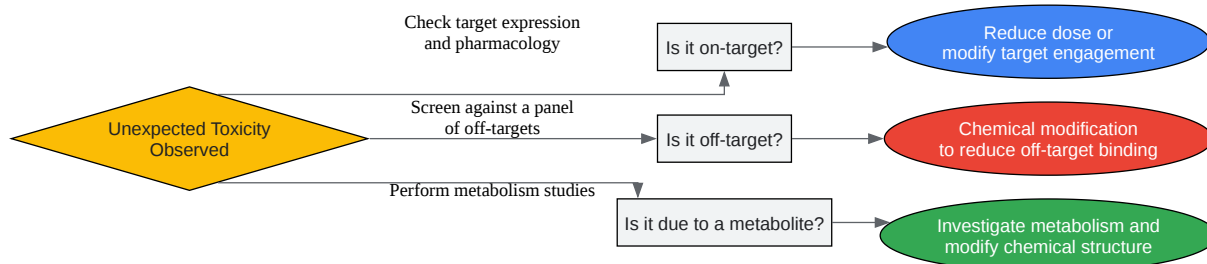 Check target expression
and pharmacology
Is it on-target?
Reduce dose or
modify target engagement
Unexpected Toxicity
Observed
Screen against a panel
of off-targets
Is it off-target?
Chemical modification
to reduce off-target binding
Perform metabolism studies
Is it due to a metabolite?
Investigate metabolism and
modify chemical structure